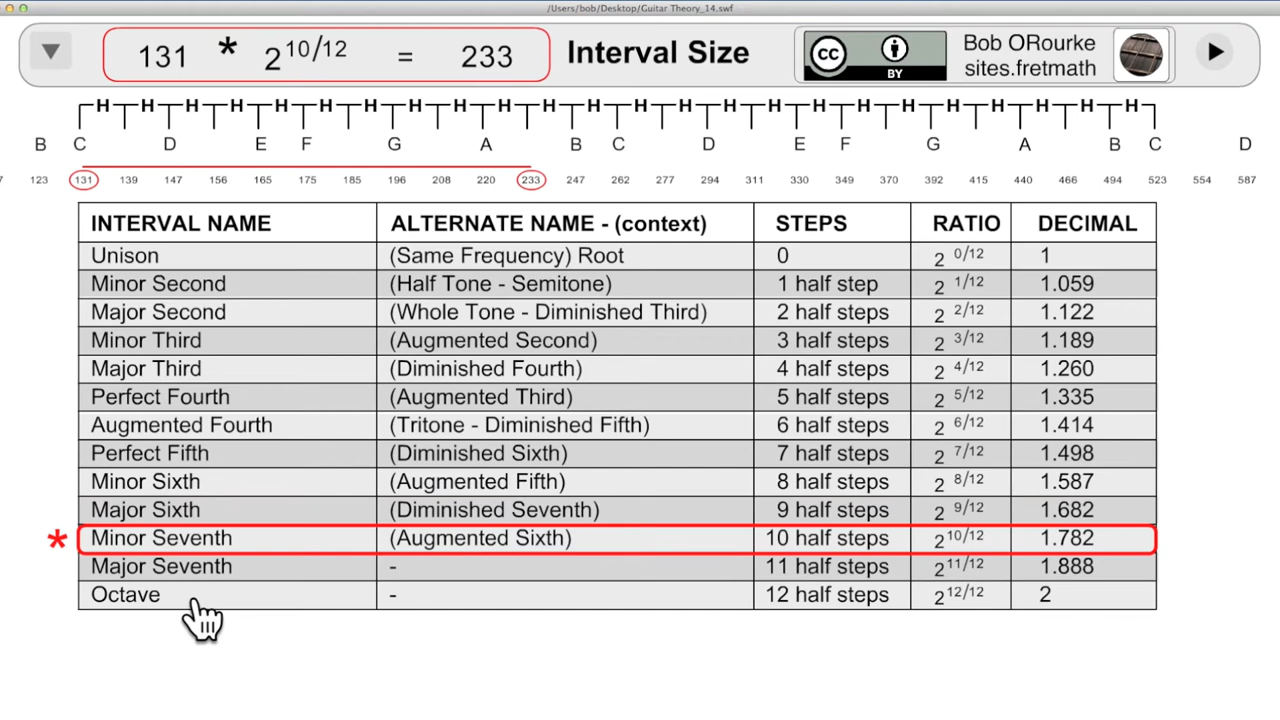 /Users/bob/Desktop/Guitar Theory_14.swf
131 * 2 10/12 = 233
Interval Size
CC BY
Bob ORourke
sites.fretmath
H H H H H H H H H H H H H H H H H H H H H H H H
B C D E F G A B C D E F G A B C D
7 123 131 139 147 156 165 175 185 196 208 220 233 247 262 277 294 311 330 349 370 392 415 440 466 494 523 554 587
INTERVAL NAME ALTERNATE NAME - (context) STEPS RATIO DECIMAL
Unison (Same Frequency) Root 0 2 0/12 1
Minor Second (Half Tone - Semitone) 1 half step 2 1/12 1.059
Major Second (Whole Tone - Diminished Third) 2 half steps 2 2/12 1.122
Minor Third (Augmented Second) 3 half steps 2 3/12 1.189
Major Third (Diminished Fourth) 4 half steps 2 4/12 1.260
Perfect Fourth (Augmented Third) 5 half steps 2 5/12 1.335
Augmented Fourth (Tritone - Diminished Fifth) 6 half steps 2 6/12 1.414
Perfect Fifth (Diminished Sixth) 7 half steps 2 7/12 1.498
Minor Sixth (Augmented Fifth) 8 half steps 2 8/12 1.587
Major Sixth (Diminished Seventh) 9 half steps 2 9/12 1.682
* Minor Seventh (Augmented Sixth) 10 half steps 2 10/12 1.782
Major Seventh - 11 half steps 2 11/12 1.888
Octave - 12 half steps 2 12/12 2